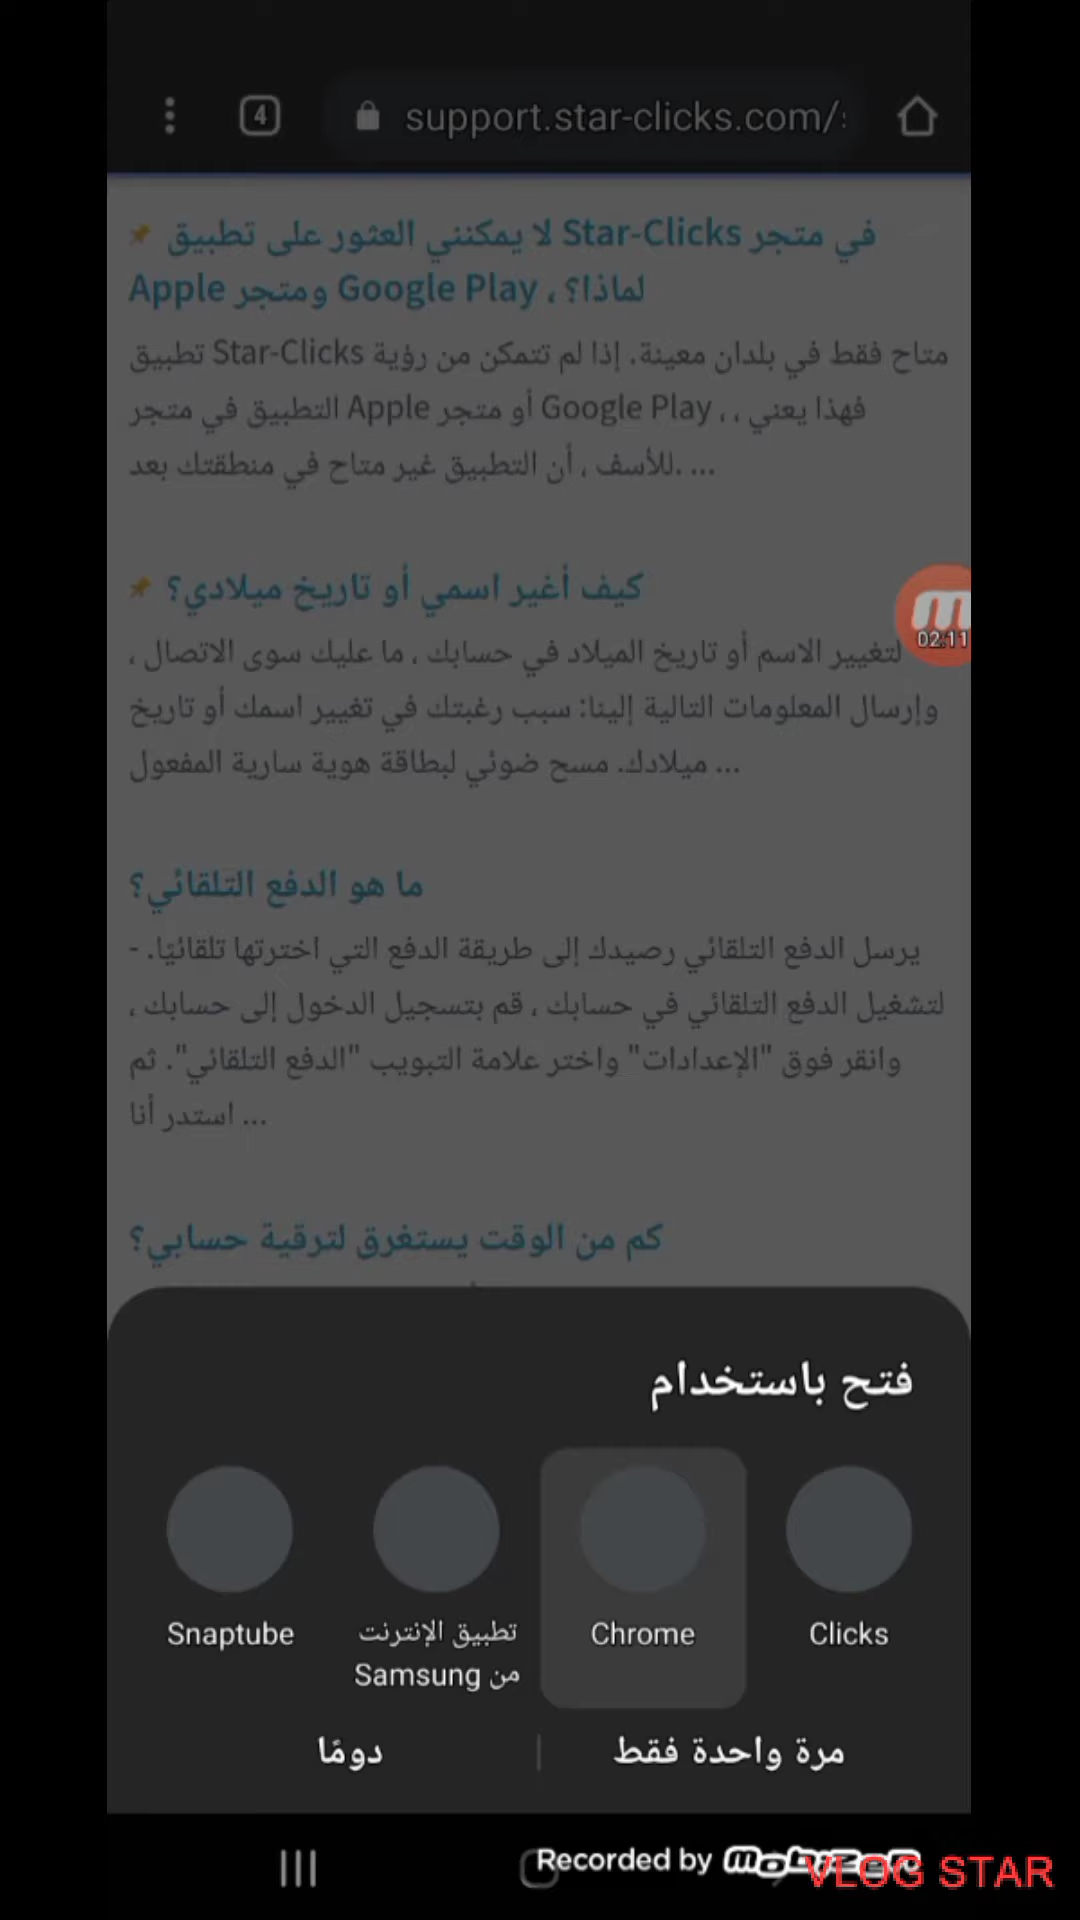 4
support.star-clicks.com/
في متجر Star-Clicks لا يمكنني العثور على تطبيق
لماذا؟ ، Google Play ومتجر Apple
متاح فقط في بلدان معينة. إذا لم تتمكن من رؤية Star-Clicks تطبيق
فهذا يعني ، ، Google Play أو متجر Apple التطبيق في متجر
للأسف ، أن التطبيق غير متاح في منطقتك بعد. ...
كيف أغير اسمي أو تاريخ ميلادي؟
02:11
لتغيير الاسم أو تاريخ الميلاد في حسابك ، ما عليك سوى الاتصال ،
وإرسال المعلومات التالية إلينا: سبب رغبتك في تغيير اسمك أو تاريخ
ميلادك. مسح ضوئي لبطاقة هوية سارية المفعول ...
ما هو الدفع التلقائي؟
يرسل الدفع التلقائي رصيدك إلى طريقة الدفع التي اخترتها تلقائيًا. -
لتشغيل الدفع التلقائي في حسابك ، قم بتسجيل الدخول إلى حسابك ،
وانقر فوق "الإعدادات" واختر علامة التبويب "الدفع التلقائي". ثم
استدر أنا ...
كم من الوقت يستغرق لترقية حسابي؟
فتح باستخدام
Clicks
Chrome
تطبيق الإنترنت
من Samsung
Snaptube
مرة واحدة فقط
دومًا
Recorded by MOBIZEN
VLOG STAR